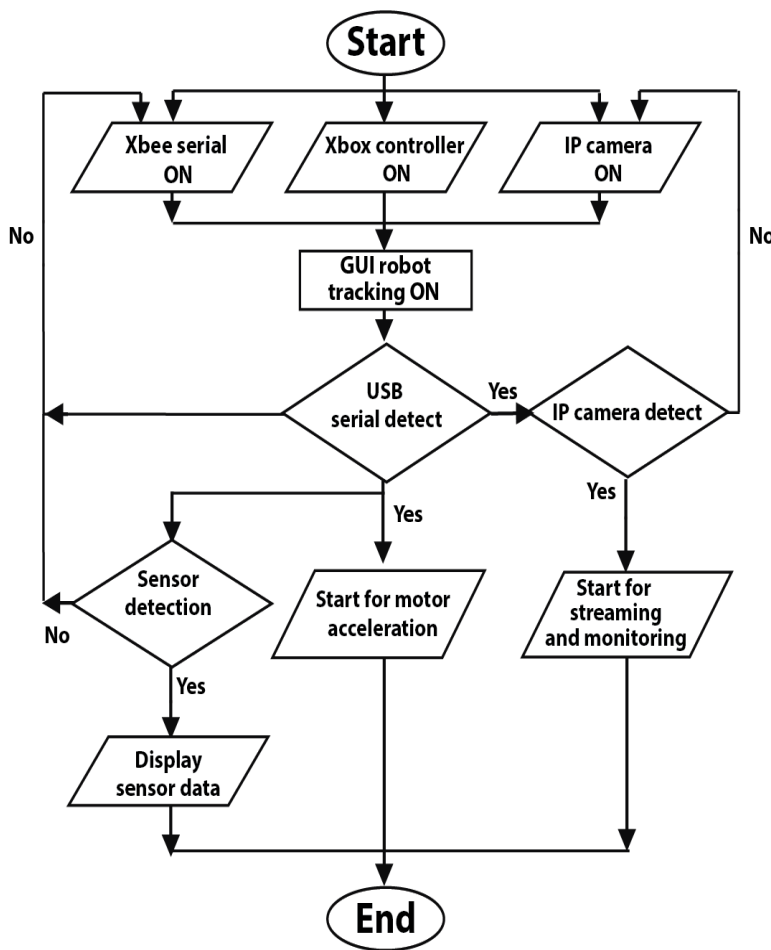 Start
Xbee serial
ON
Xbox controller
ON
IP camera
ON
No
No
GUI robot
tracking ON
USB
serial detect
Yes
IP camera detect
Yes
Yes
Sensor
detection
No
Start for motor
acceleration
Start for
streaming
and monitoring
Yes
Display
sensor data
End